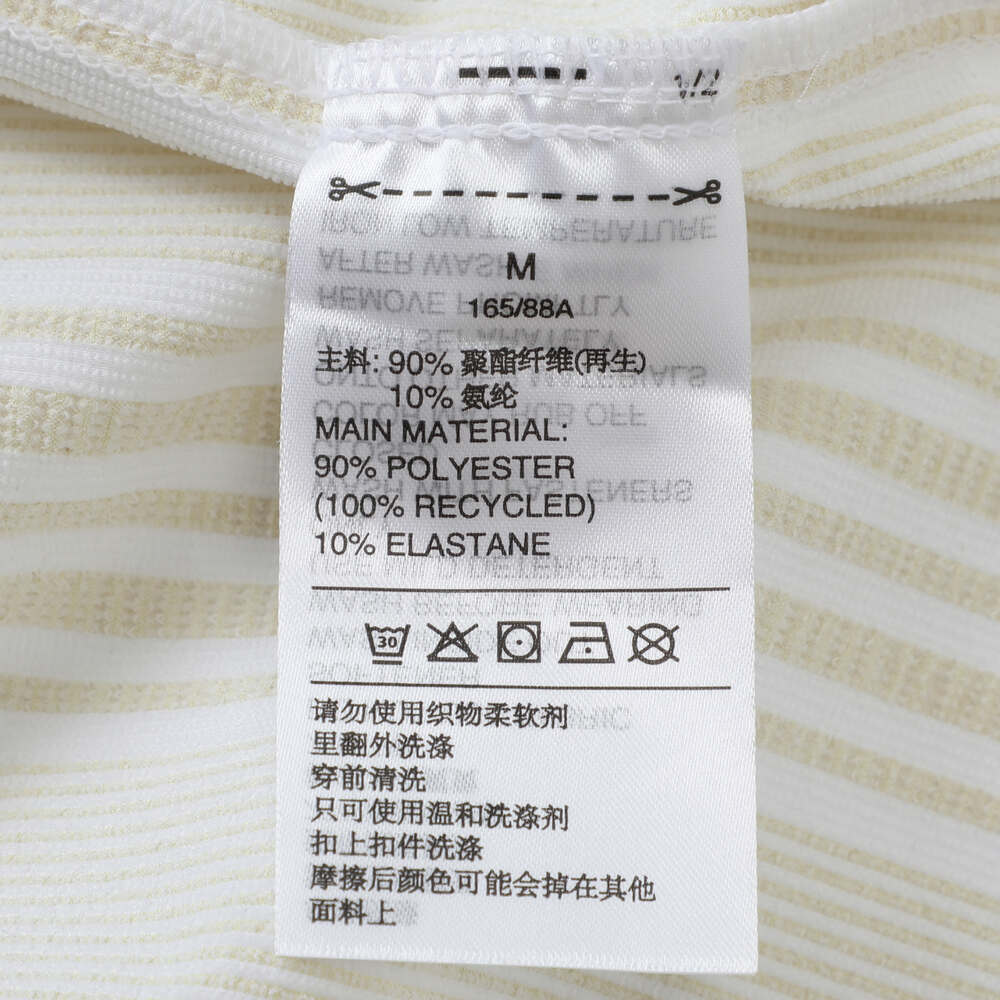 1/2
M
165/88A
主料: 90% 聚酯纤维(再生)
10% 氨纶
MAIN MATERIAL:
90% POLYESTER
(100% RECYCLED)
10% ELASTANE
30
请勿使用织物柔软剂
里翻外洗涤
穿前清洗
只可使用温和洗涤剂
扣上扣件洗涤
摩擦后颜色可能会掉在其他
面料上